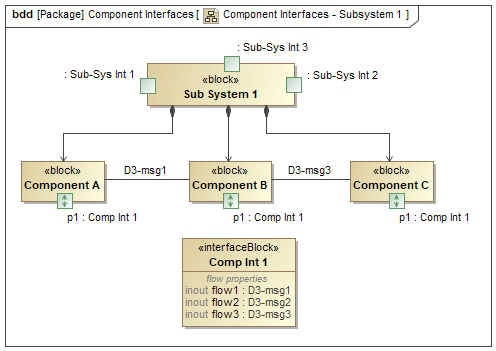 bdd [Package] Component Interfaces [ Component Interfaces - Subsystem 1 ]
: Sub-Sys Int 3
: Sub-Sys Int 1
: Sub-Sys Int 2
«block»
Sub System 1
«block»
Component A
D3-msg1
«block»
Component B
D3-msg3
«block»
Component C
p1 : Comp Int 1
p1 : Comp Int 1
p1 : Comp Int 1
«interfaceBlock»
Comp Int 1
flow properties
inout flow1 : D3-msg1
inout flow2 : D3-msg2
inout flow3 : D3-msg3